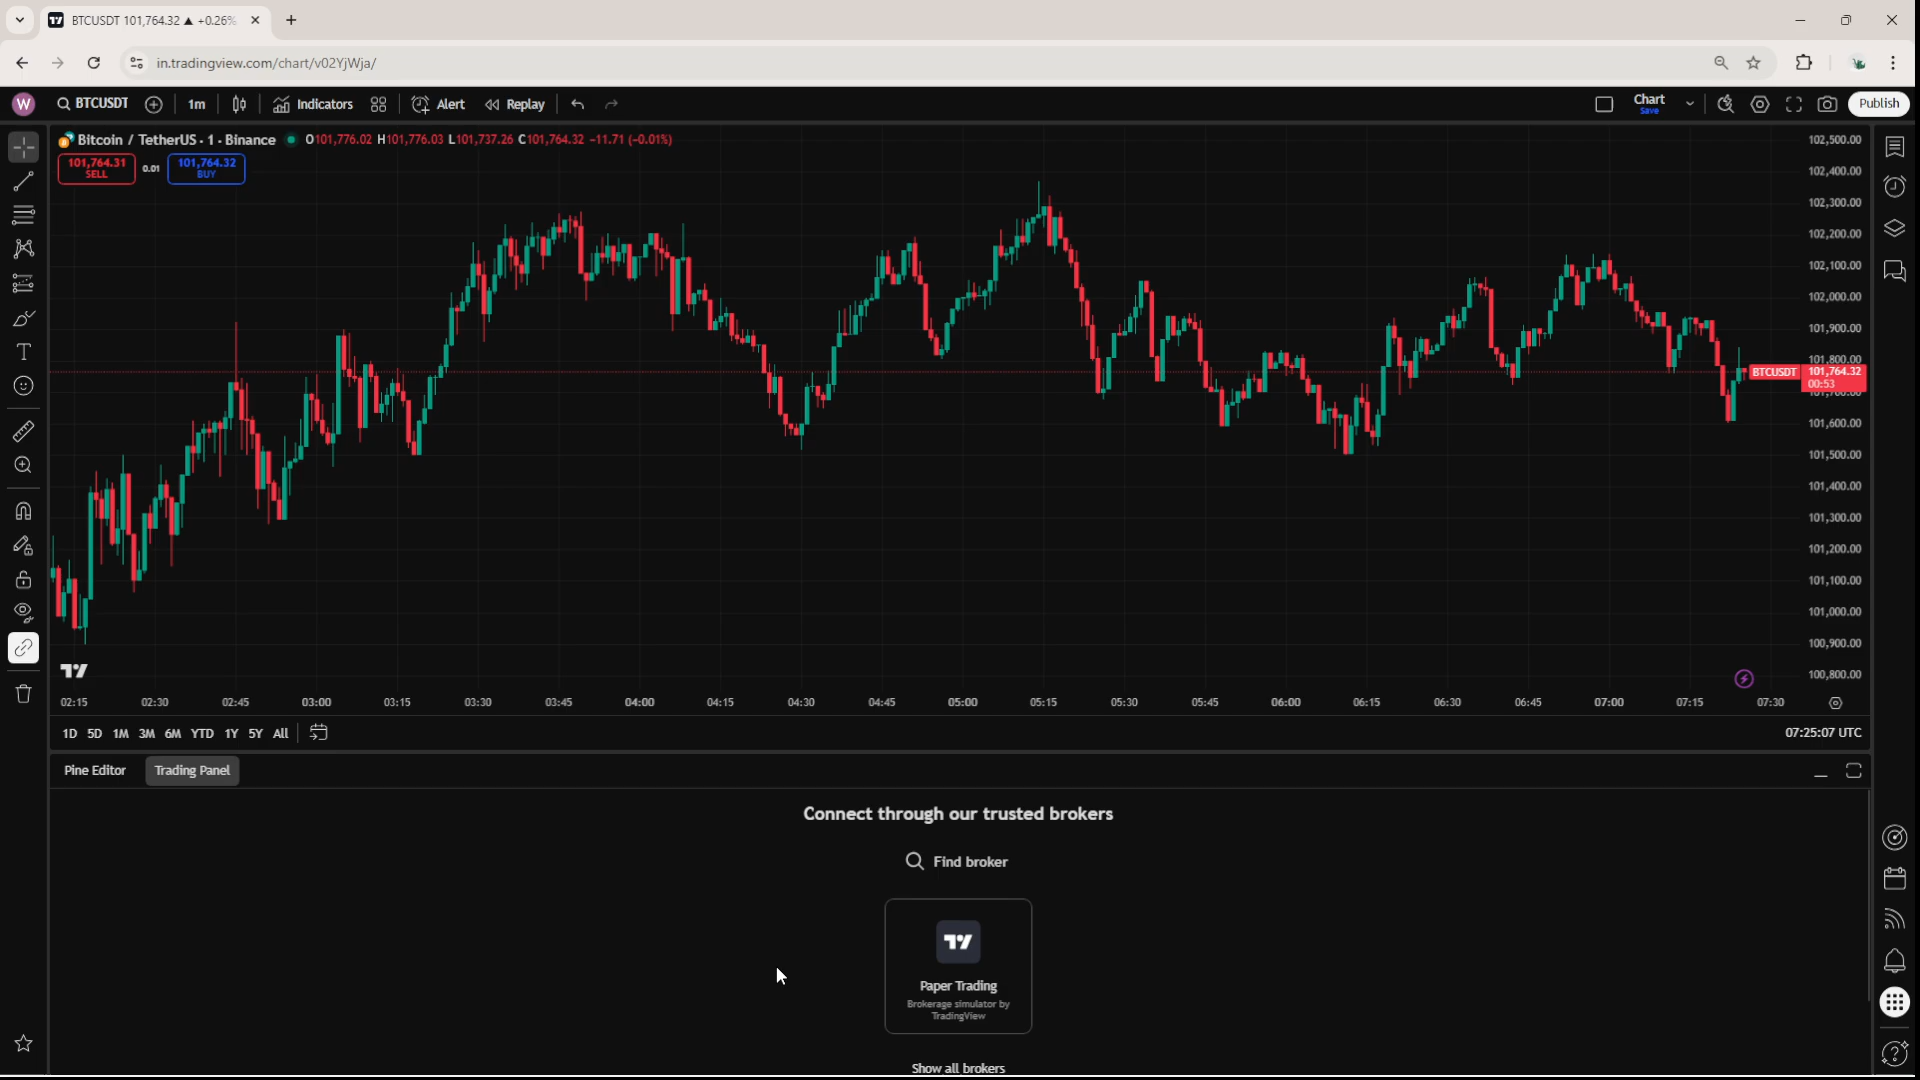 BTCUSDT 101,764.32 ▲ +0.26%
in.tradingview.com/chart/v02YjWja/
W
BTCUSDT
1m
Indicators
Alert
Replay
Chart
Save
Publish
Bitcoin / TetherUS · 1 · Binance
O101,776.02 H101,776.03 L101,737.26 C101,764.32 −11.71 (−0.01%)
101,764.31
SELL
0.01
101,764.32
BUY
102,500.00
102,400.00
102,300.00
102,200.00
102,100.00
102,000.00
101,900.00
101,800.00
BTCUSDT
101,764.32
00:53
101,700.00
101,600.00
101,500.00
101,400.00
101,300.00
101,200.00
101,100.00
101,000.00
100,900.00
100,800.00
02:15 02:30 02:45 03:00 03:15 03:30 03:45 04:00 04:15 04:30 04:45 05:00 05:15 05:30 05:45 06:00 06:15 06:30 06:45 07:00 07:15 07:30
1D 5D 1M 3M 6M YTD 1Y 5Y All
07:25:07 UTC
Pine Editor
Trading Panel
Connect through our trusted brokers
Find broker
Paper Trading
Brokerage simulator by
TradingView
Show all brokers